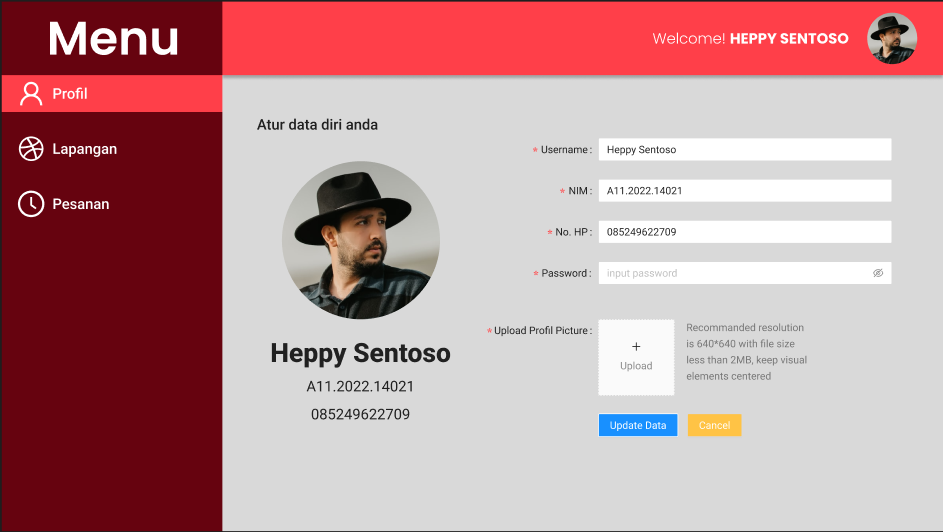 Menu
Welcome! HEPPY SENTOSO
Profil
Lapangan
Pesanan
Atur data diri anda
Heppy Sentoso
A11.2022.14021
085249622709
* Username : Heppy Sentoso
* NIM : A11.2022.14021
* No. HP : 085249622709
* Password : input password
* Upload Profil Picture :
+
Upload
Recommanded resolution
is 640*640 with file size
less than 2MB, keep visual
elements centered
Update Data
Cancel